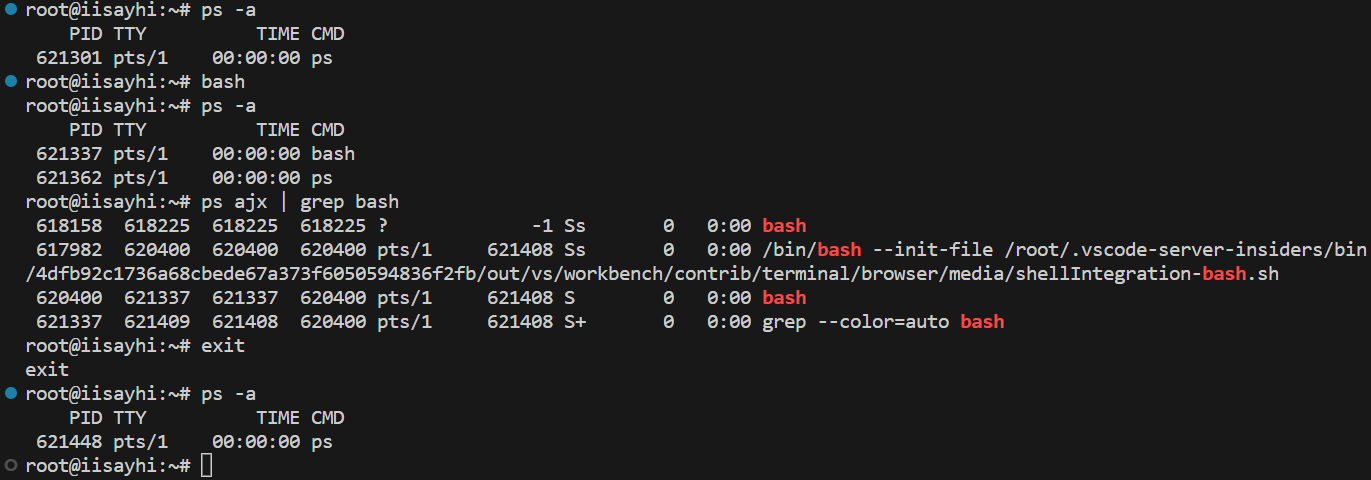 root@iisayhi:~# ps -a
    PID TTY          TIME CMD
 621301 pts/1    00:00:00 ps
root@iisayhi:~# bash
root@iisayhi:~# ps -a
    PID TTY          TIME CMD
 621337 pts/1    00:00:00 bash
 621362 pts/1    00:00:00 ps
root@iisayhi:~# ps ajx | grep bash
 618158  618225  618225  618225 ?             -1 Ss       0   0:00 bash
 617982  620400  620400  620400 pts/1     621408 Ss       0   0:00 /bin/bash --init-file /root/.vscode-server-insiders/bin
/4dfb92c1736a68cbede67a373f6050594836f2fb/out/vs/workbench/contrib/terminal/browser/media/shellIntegration-bash.sh
 620400  621337  621337  620400 pts/1     621408 S        0   0:00 bash
 621337  621409  621408  620400 pts/1     621408 S+       0   0:00 grep --color=auto bash
root@iisayhi:~# exit
exit
root@iisayhi:~# ps -a
    PID TTY          TIME CMD
 621448 pts/1    00:00:00 ps
root@iisayhi:~#